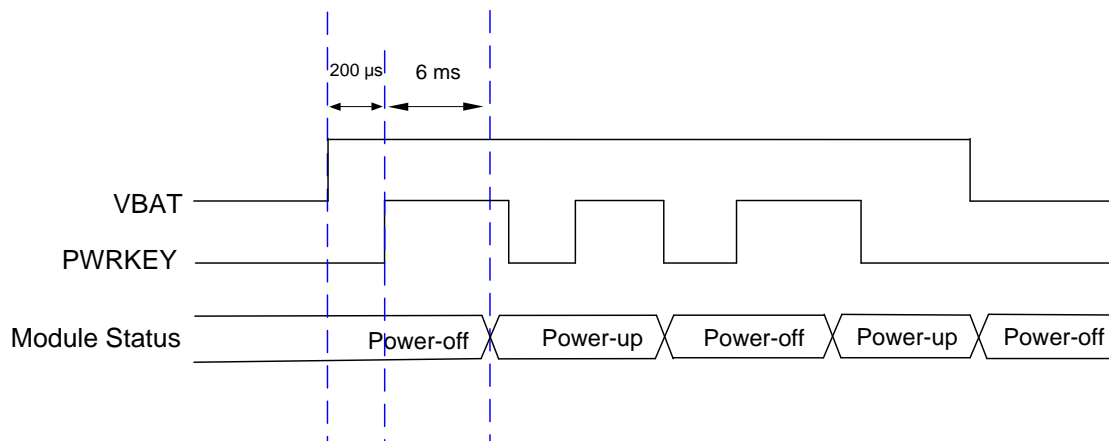 200 µs
6 ms
VBAT
PWRKEY
Module Status
Power-off
Power-up
Power-off
Power-up
Power-off